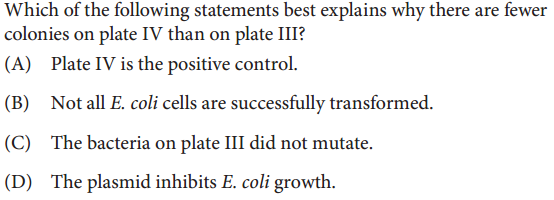 Which of the following statements best explains why there are fewer
colonies on plate IV than on plate III?
(A) Plate IV is the positive control.
(B) Not all E. coli cells are successfully transformed.
(C) The bacteria on plate III did not mutate.
(D) The plasmid inhibits E. coli growth.